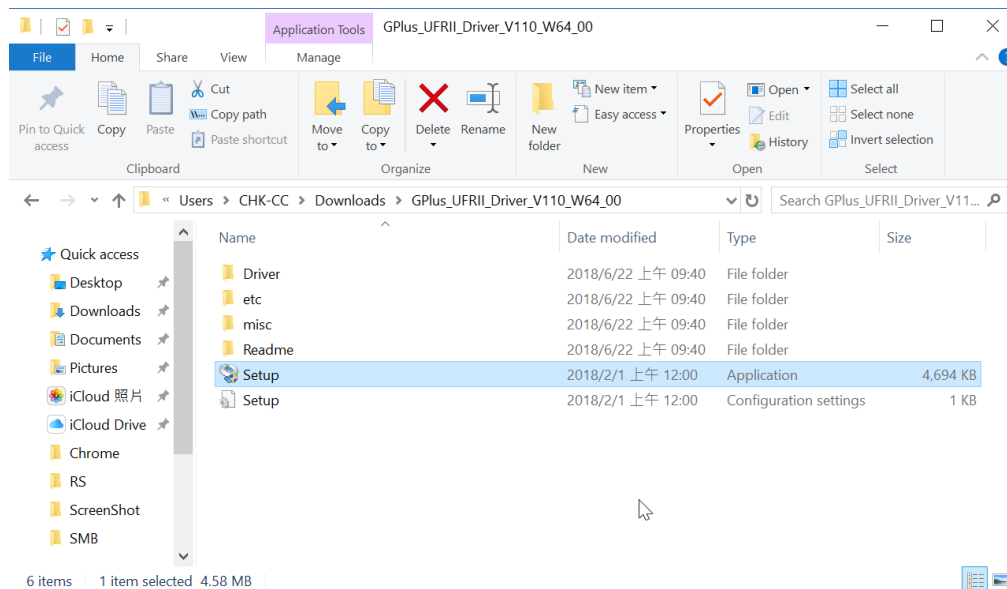 Application Tools
GPlus_UFRII_Driver_V110_W64_00
File
Home
Share
View
Manage
Pin to Quick access
Copy
Paste
Cut
Copy path
Paste shortcut
Clipboard
Move to
Copy to
Delete
Rename
Organize
New folder
New item
Easy access
New
Properties
Open
Edit
History
Open
Select all
Select none
Invert selection
Select
« Users > CHK-CC > Downloads > GPlus_UFRII_Driver_V110_W64_00
Search GPlus_UFRII_Driver_V11...
Quick access
Desktop
Downloads
Documents
Pictures
iCloud 照片
iCloud Drive
Chrome
RS
ScreenShot
SMB
Name Date modified Type Size
Driver 2018/6/22 上午 09:40 File folder
etc 2018/6/22 上午 09:40 File folder
misc 2018/6/22 上午 09:40 File folder
Readme 2018/6/22 上午 09:40 File folder
Setup 2018/2/1 上午 12:00 Application 4,694 KB
Setup 2018/2/1 上午 12:00 Configuration settings 1 KB
6 items 1 item selected 4.58 MB